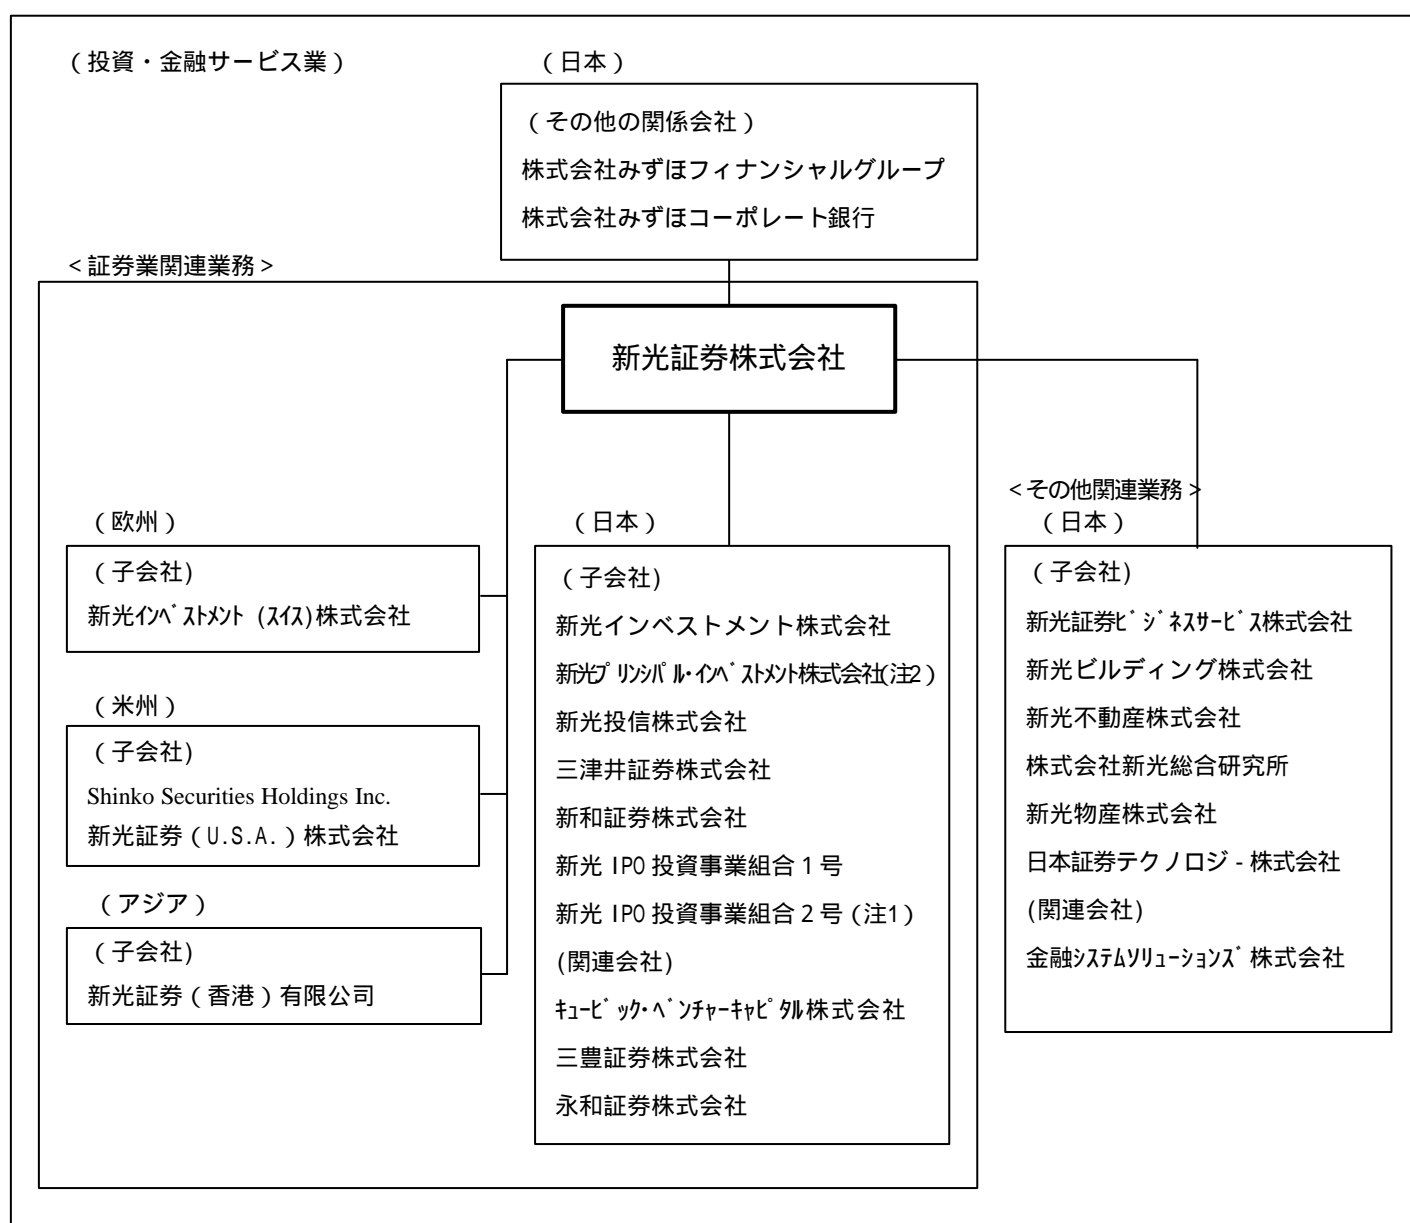 （投資・金融サービス業）
（日本）
（その他の関係会社）
株式会社みずほフィナンシャルグループ
株式会社みずほコーポレート銀行
<証券業関連業務>
新光証券株式会社
（欧州）
（子会社)
新光ｲﾝﾍﾞｽﾄﾒﾝﾄ (ｽｲｽ)株式会社
（米州）
（子会社)
Shinko Securities Holdings Inc.
新光証券（U.S.A.）株式会社
（アジア）
（子会社)
新光証券（香港）有限公司
（日本）
（子会社)
新光インベストメント株式会社
新光ﾌﾟﾘﾝｼﾊﾟﾙ･ｲﾝﾍﾞｽﾄﾒﾝﾄ株式会社(注2）
新光投信株式会社
三津井証券株式会社
新和証券株式会社
新光 IPO 投資事業組合１号
新光 IPO 投資事業組合２号（注1）
(関連会社)
ｷｭｰﾋﾞｯｸ･ﾍﾞﾝﾁｬｰｷｬﾋﾟﾀﾙ株式会社
三豊証券株式会社
永和証券株式会社
<その他関連業務>
（日本）
（子会社)
新光証券ﾋﾞｼﾞﾈｽｻｰﾋﾞｽ株式会社
新光ビルディング株式会社
新光不動産株式会社
株式会社新光総合研究所
新光物産株式会社
日本証券テクノロジ-株式会社
(関連会社)
金融ｼｽﾃﾑｿﾘｭｰｼｮﾝｽﾞ株式会社